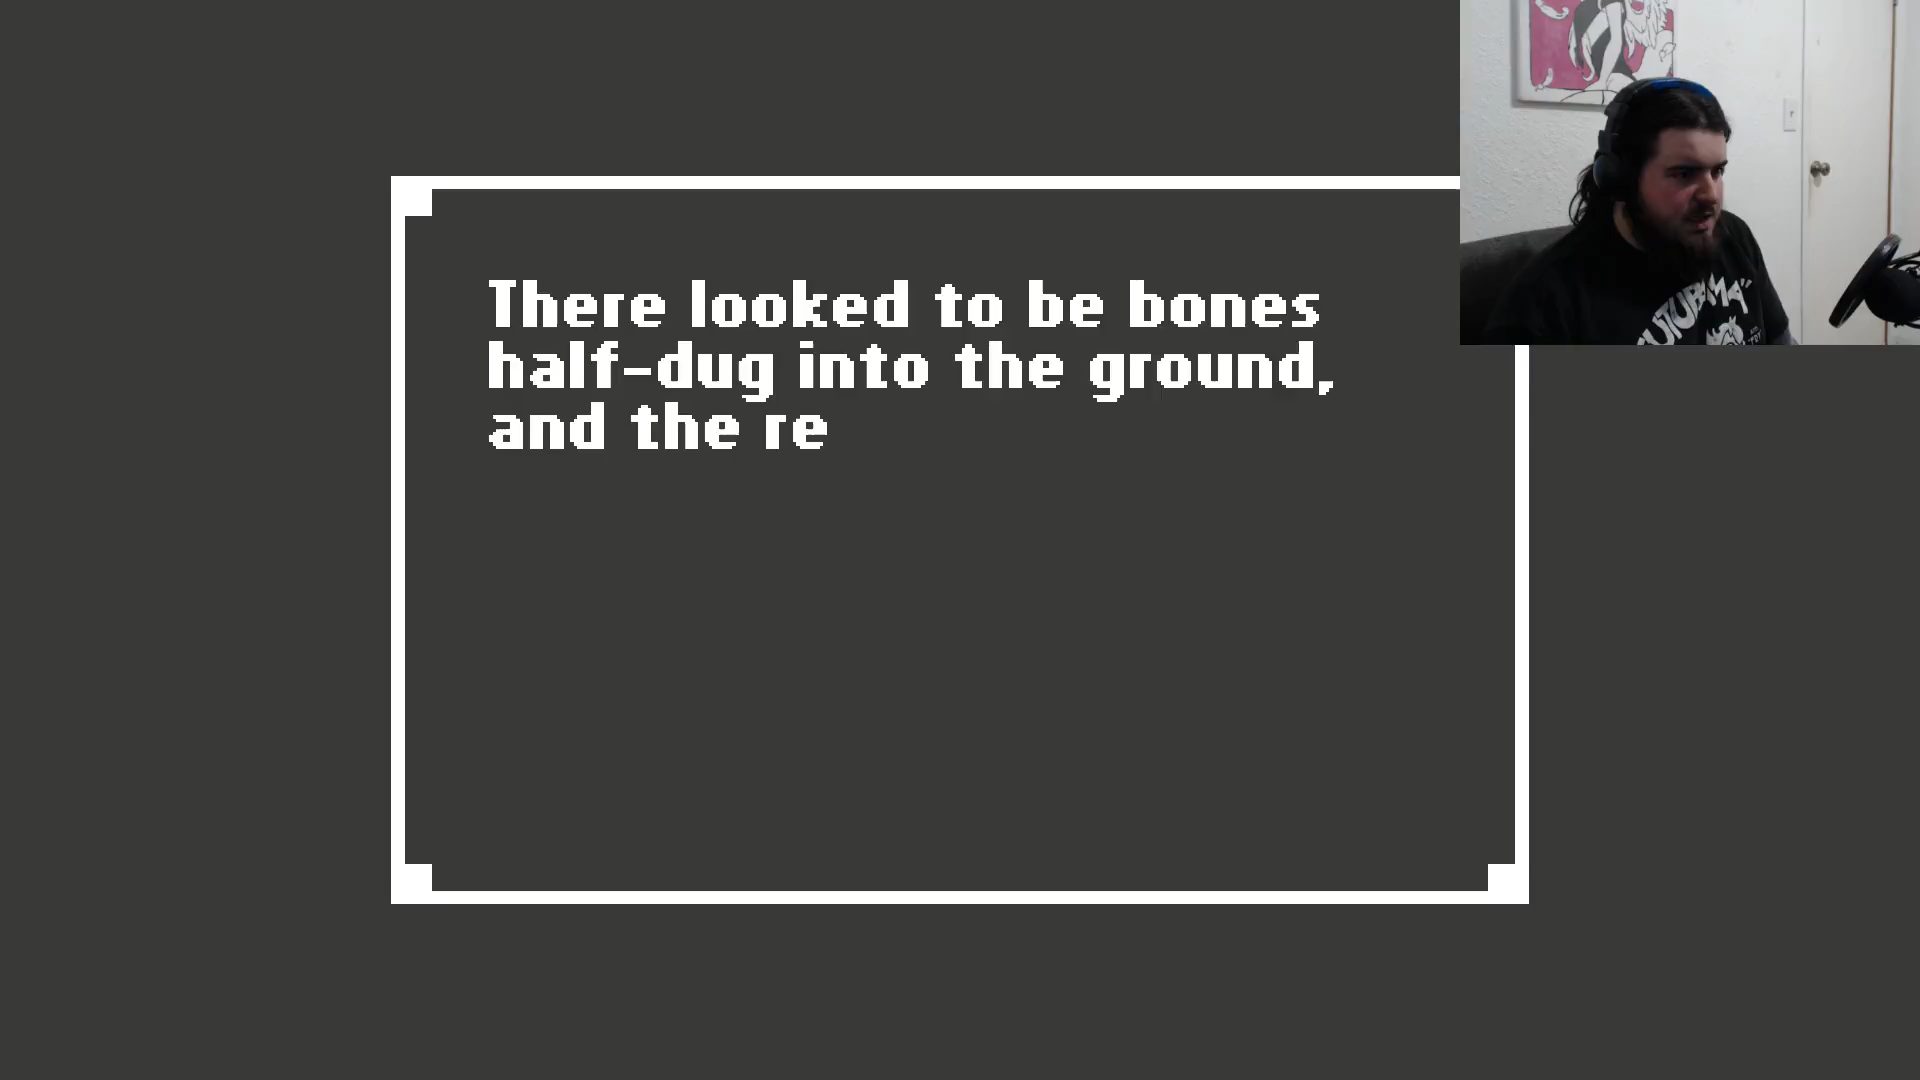 There looked to be bones
half-dug into the ground,
and the re